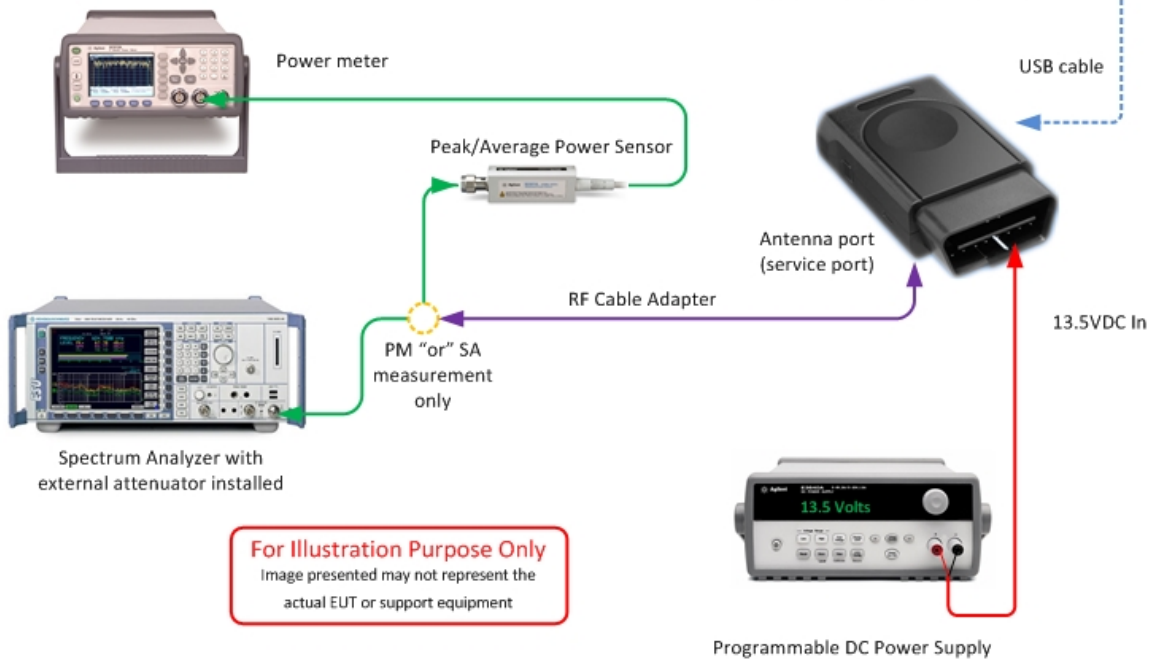 Power meter
USB cable
Peak/Average Power Sensor
Antenna port
(service port)
RF Cable Adapter
13.5VDC In
PM “or” SA
measurement
only
Spectrum Analyzer with
external attenuator installed
Agilent
13.5 Volts
For Illustration Purpose Only
Image presented may not represent the
actual EUT or support equipment
Programmable DC Power Supply